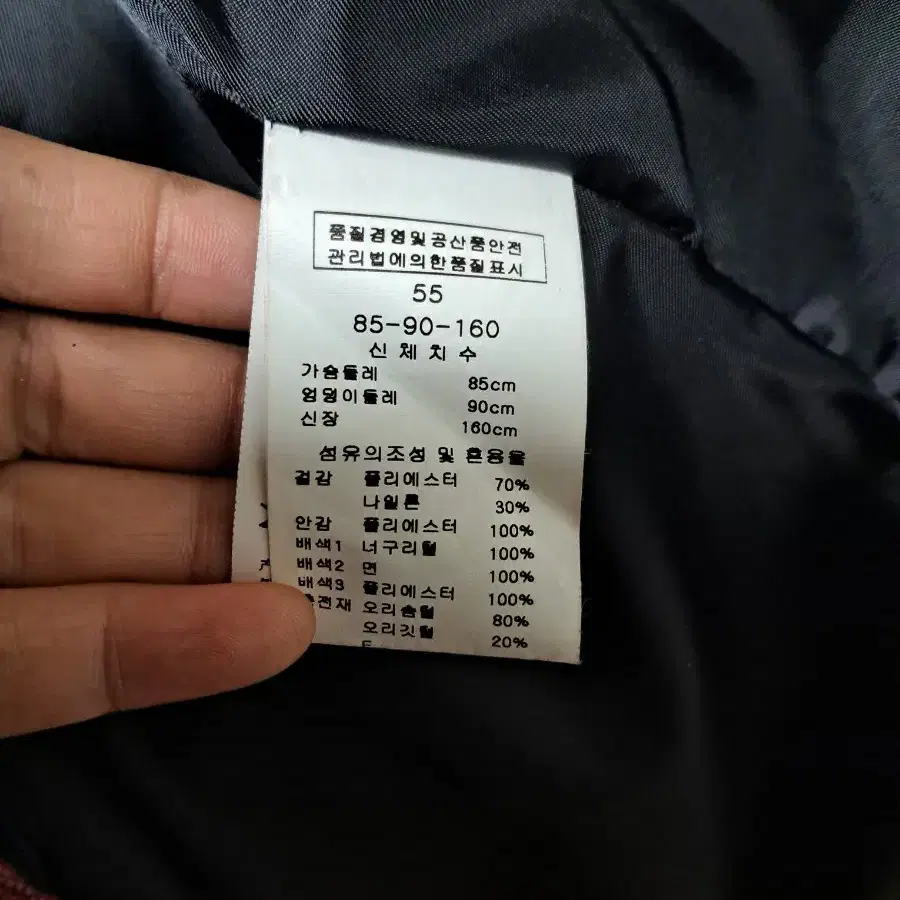 품질경영및공산품안전
관리법에의한품질표시
55
85-90-160
신체치수
가슴둘레 85cm
엉덩이둘레 90cm
신장 160cm
섬유의조성 및 혼용율
겉감 폴리에스터 70%
나일론 30%
안감 폴리에스터 100%
배색1 너구리털 100%
배색2 면 100%
배색3 폴리에스터 100%
충전재 오리솜털 80%
오리깃털 20%